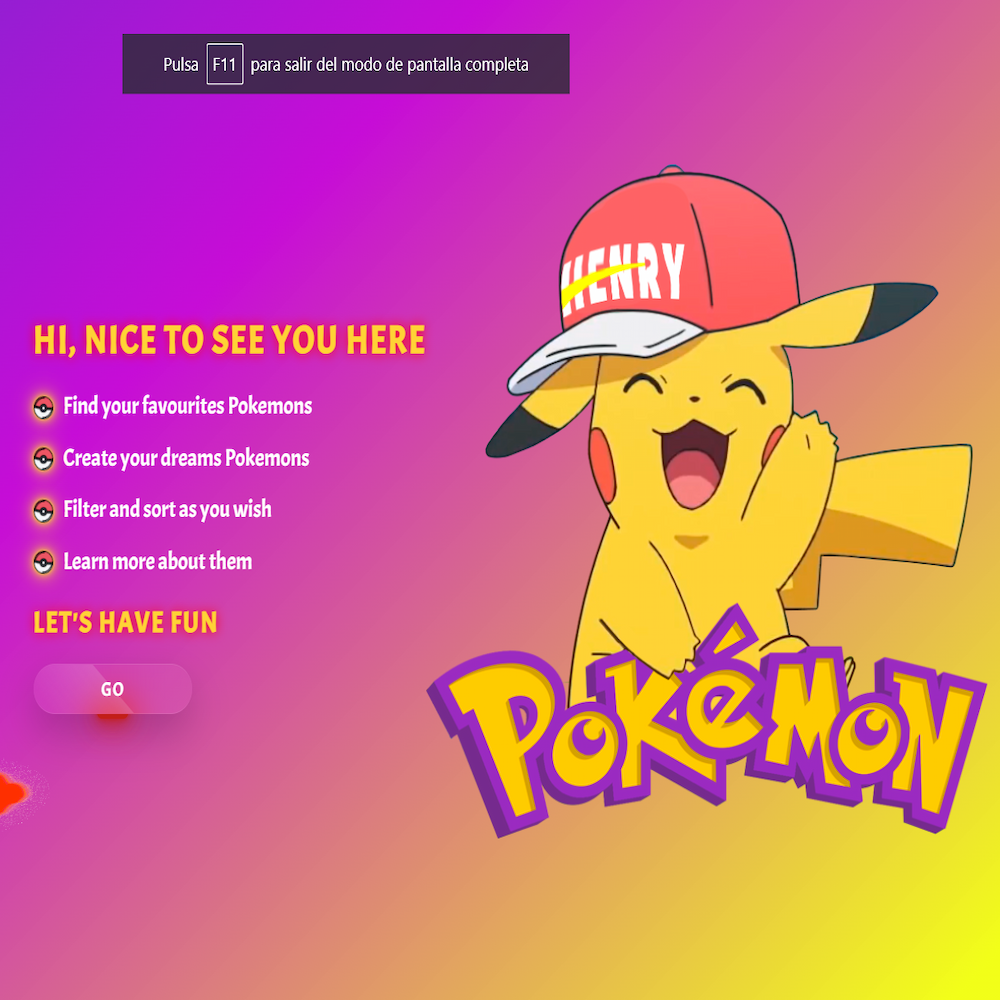 Pulsa F11 para salir del modo de pantalla completa
HENRY
HI, NICE TO SEE YOU HERE
Find your favourites Pokemons
Create your dreams Pokemons
Filter and sort as you wish
Learn more about them
LET'S HAVE FUN
GO
POKéMON